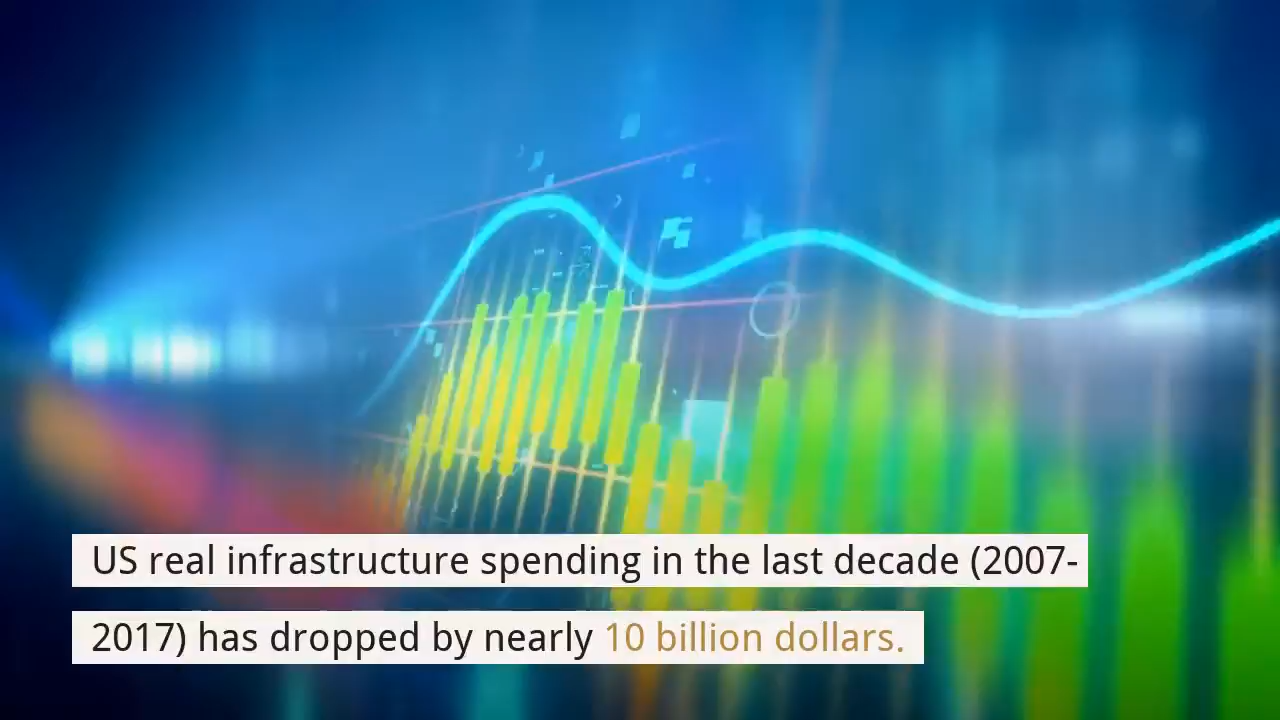 US real infrastructure spending in the last decade (2007-
2017) has dropped by nearly 10 billion dollars.